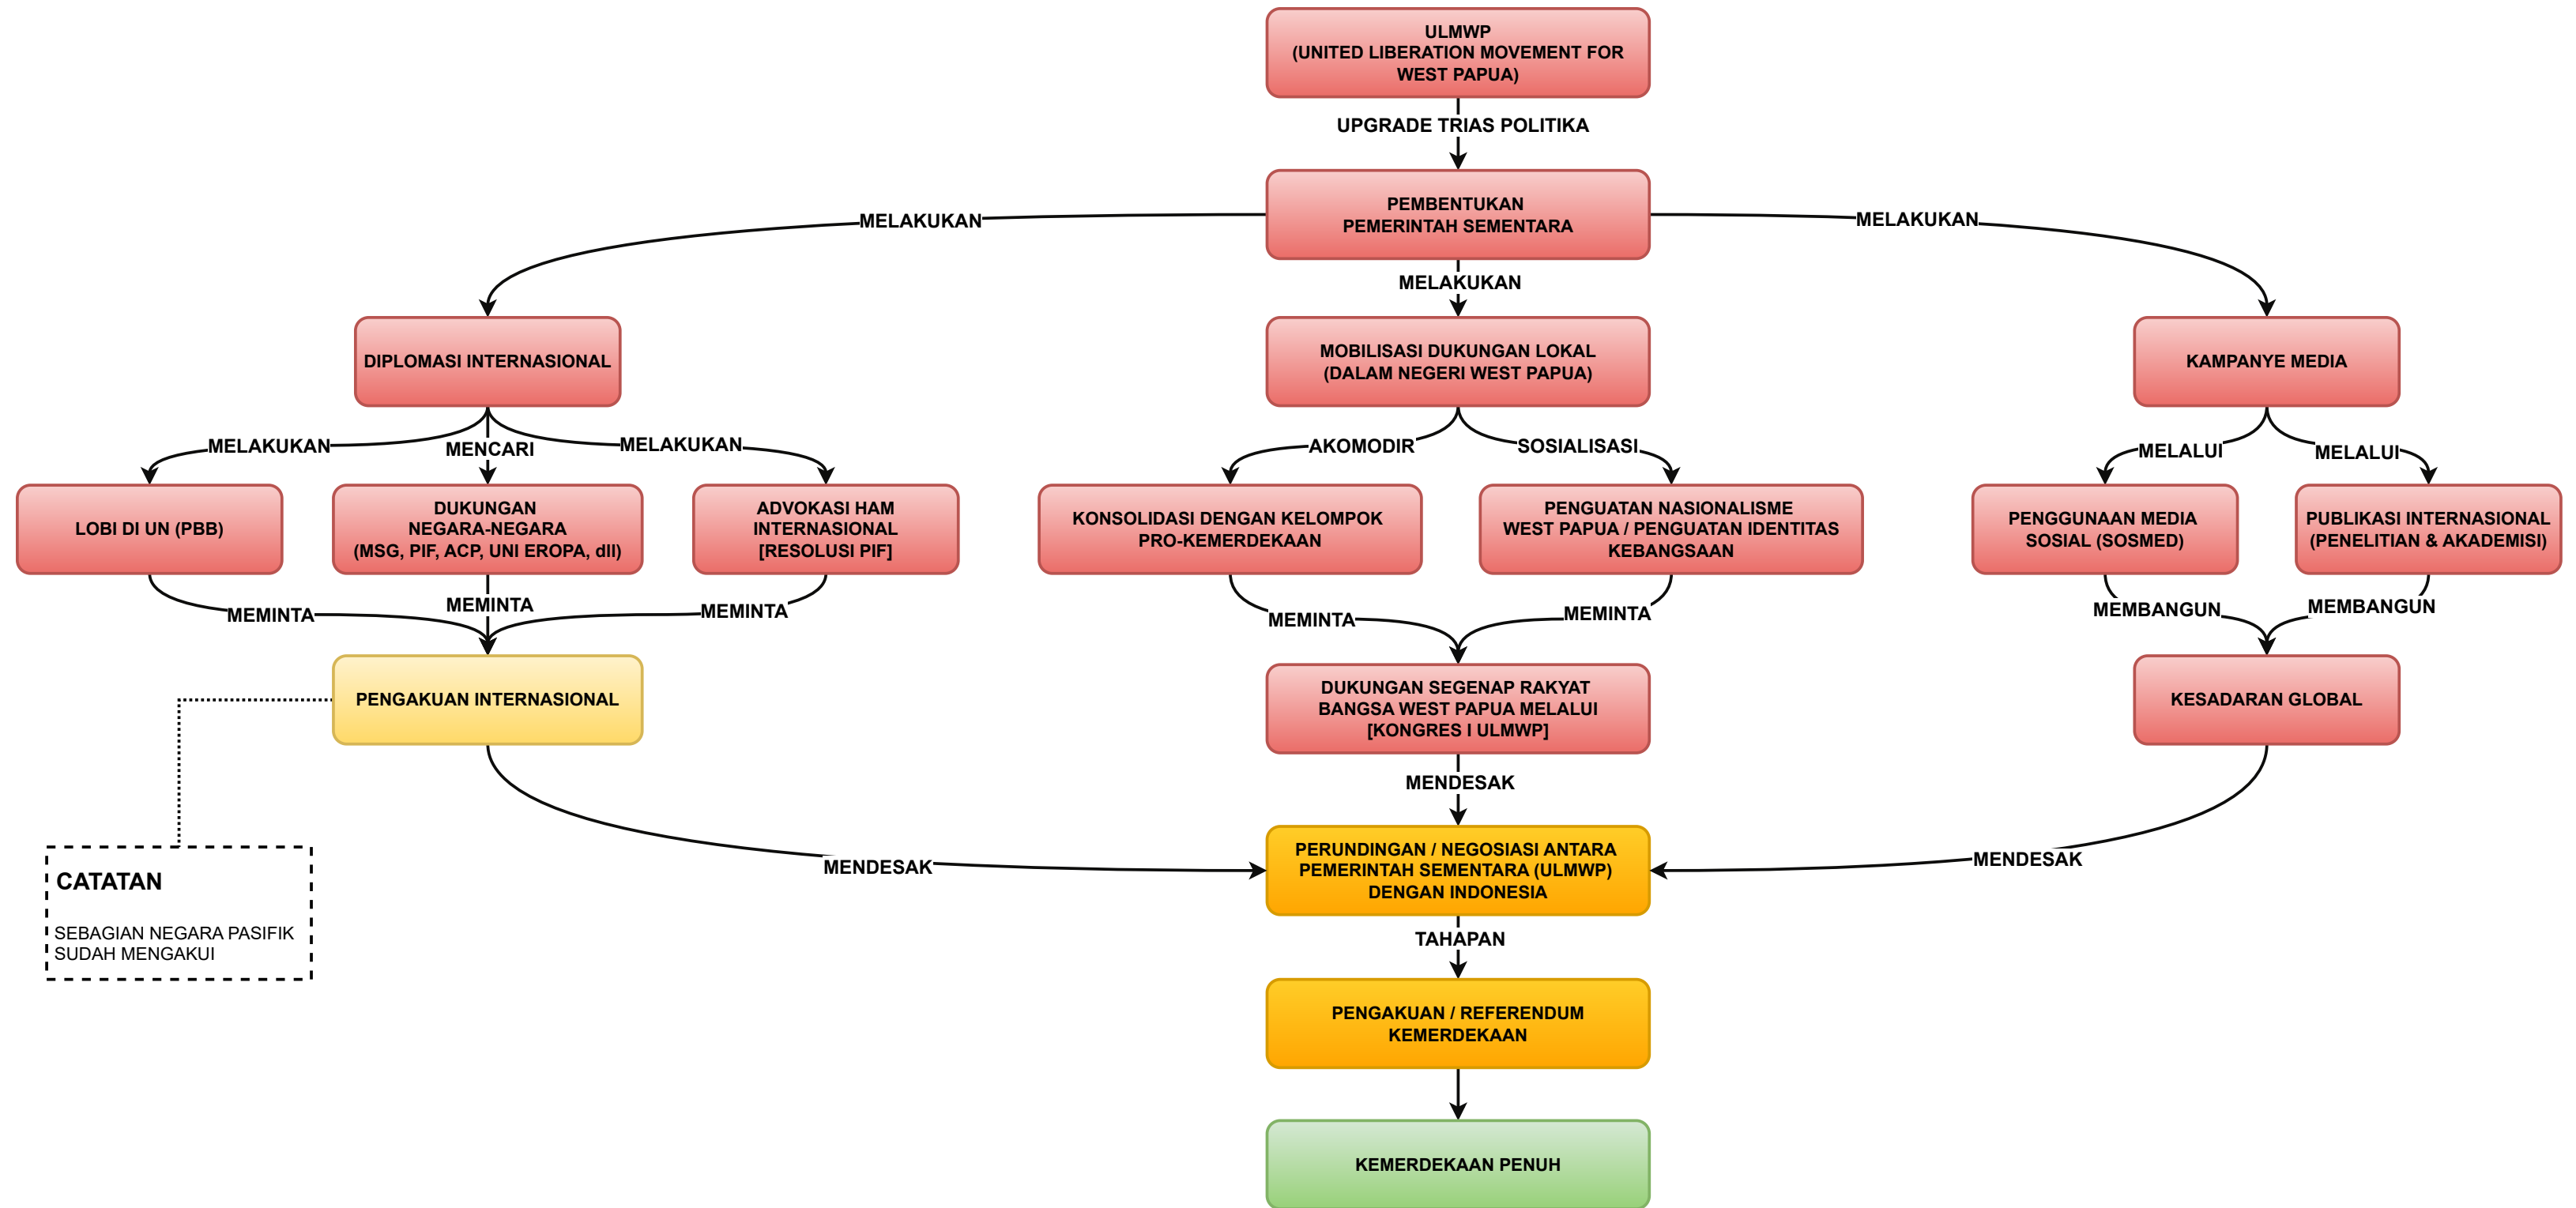 ULMWP
(UNITED LIBERATION MOVEMENT FOR
WEST PAPUA)
UPGRADE TRIAS POLITIKA
PEMBENTUKAN
PEMERINTAH SEMENTARA
MELAKUKAN
MELAKUKAN
MELAKUKAN
DIPLOMASI INTERNASIONAL
MOBILISASI DUKUNGAN LOKAL
(DALAM NEGERI WEST PAPUA)
KAMPANYE MEDIA
MELAKUKAN
MENCARI
MELAKUKAN
AKOMODIR
SOSIALISASI
MELALUI
MELALUI
LOBI DI UN (PBB)
DUKUNGAN
NEGARA-NEGARA
(MSG, PIF, ACP, UNI EROPA, dll)
ADVOKASI HAM
INTERNASIONAL
[RESOLUSI PIF]
KONSOLIDASI DENGAN KELOMPOK
PRO-KEMERDEKAAN
PENGUATAN NASIONALISME
WEST PAPUA / PENGUATAN IDENTITAS
KEBANGSAAN
PENGGUNAAN MEDIA
SOSIAL (SOSMED)
PUBLIKASI INTERNASIONAL
(PENELITIAN & AKADEMISI)
MEMINTA
MEMINTA
MEMINTA
MEMINTA
MEMINTA
MEMBANGUN
MEMBANGUN
PENGAKUAN INTERNASIONAL
DUKUNGAN SEGENAP RAKYAT
BANGSA WEST PAPUA MELALUI
[KONGRES I ULMWP]
KESADARAN GLOBAL
MENDESAK
MENDESAK
MENDESAK
CATATAN
SEBAGIAN NEGARA PASIFIK
SUDAH MENGAKUI
PERUNDINGAN / NEGOSIASI ANTARA
PEMERINTAH SEMENTARA (ULMWP)
DENGAN INDONESIA
TAHAPAN
PENGAKUAN / REFERENDUM
KEMERDEKAAN
KEMERDEKAAN PENUH